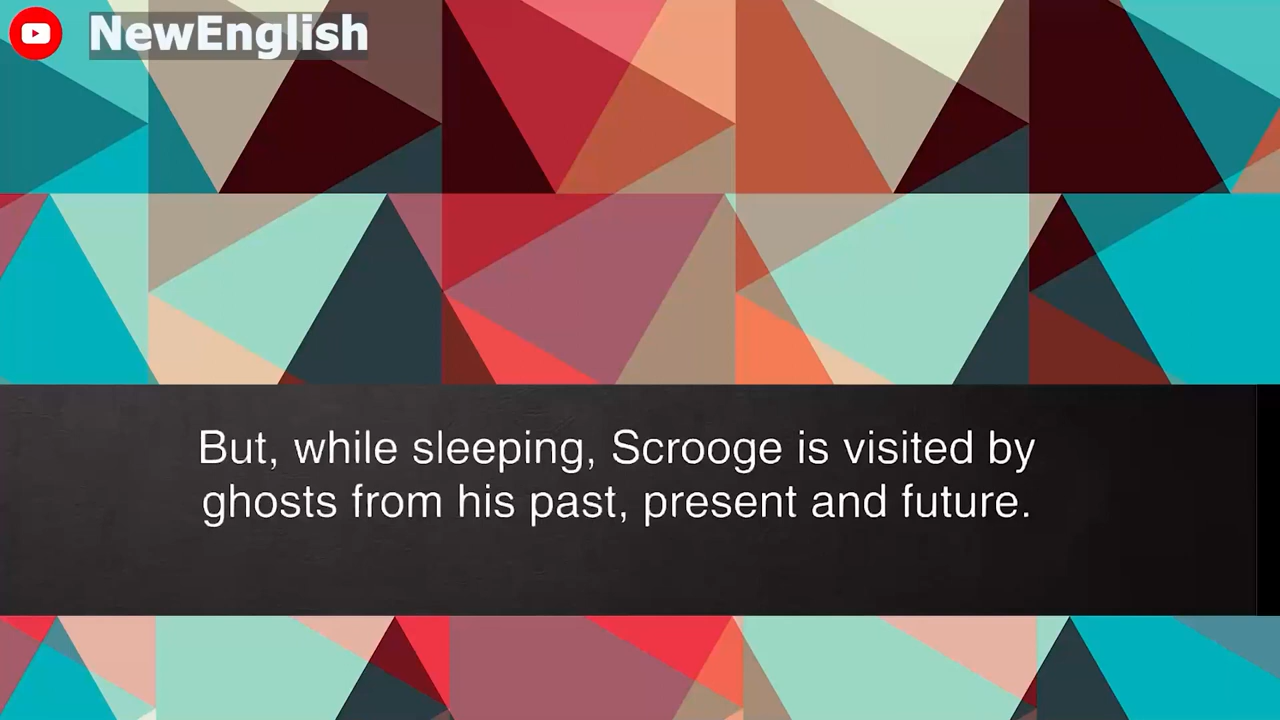 NewEnglish
But, while sleeping, Scrooge is visited by
ghosts from his past, present and future.